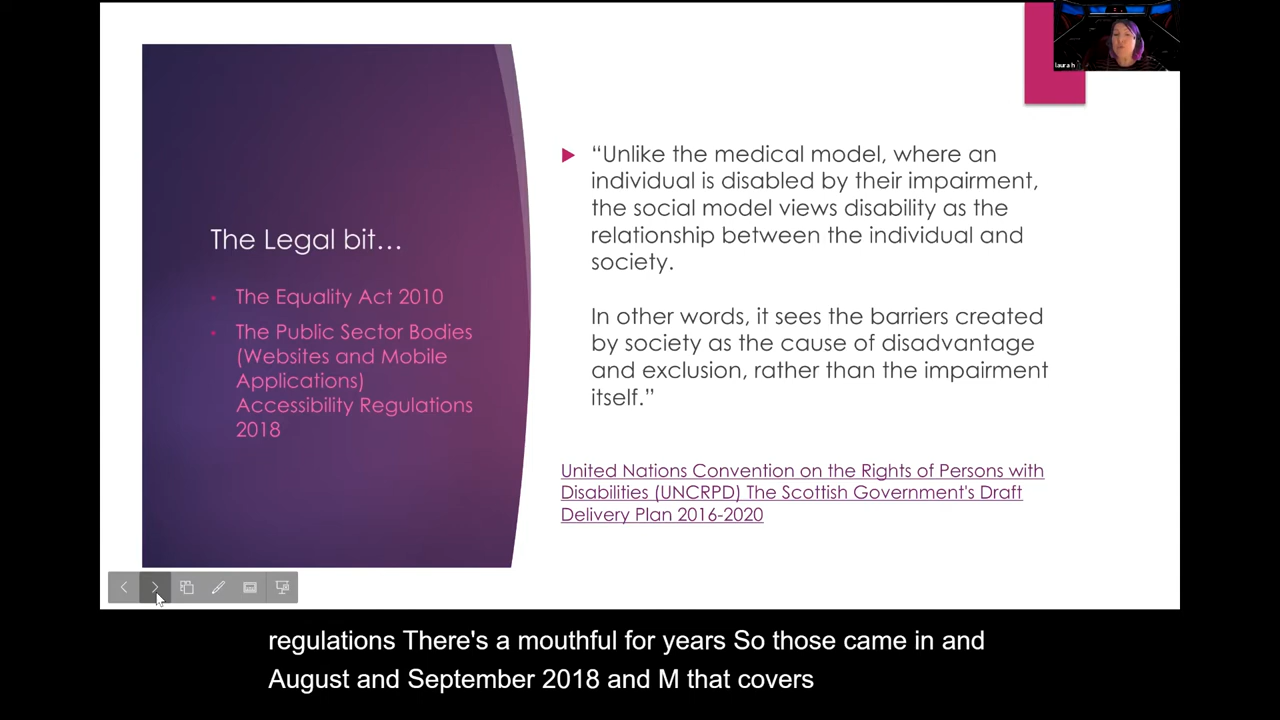 laura h
The Legal bit...
• The Equality Act 2010
• The Public Sector Bodies
(Websites and Mobile
Applications)
Accessibility Regulations
2018
“Unlike the medical model, where an
individual is disabled by their impairment,
the social model views disability as the
relationship between the individual and
society.
In other words, it sees the barriers created
by society as the cause of disadvantage
and exclusion, rather than the impairment
itself.”
United Nations Convention on the Rights of Persons with
Disabilities (UNCRPD) The Scottish Government's Draft
Delivery Plan 2016-2020
regulations There's a mouthful for years So those came in and
August and September 2018 and M that covers